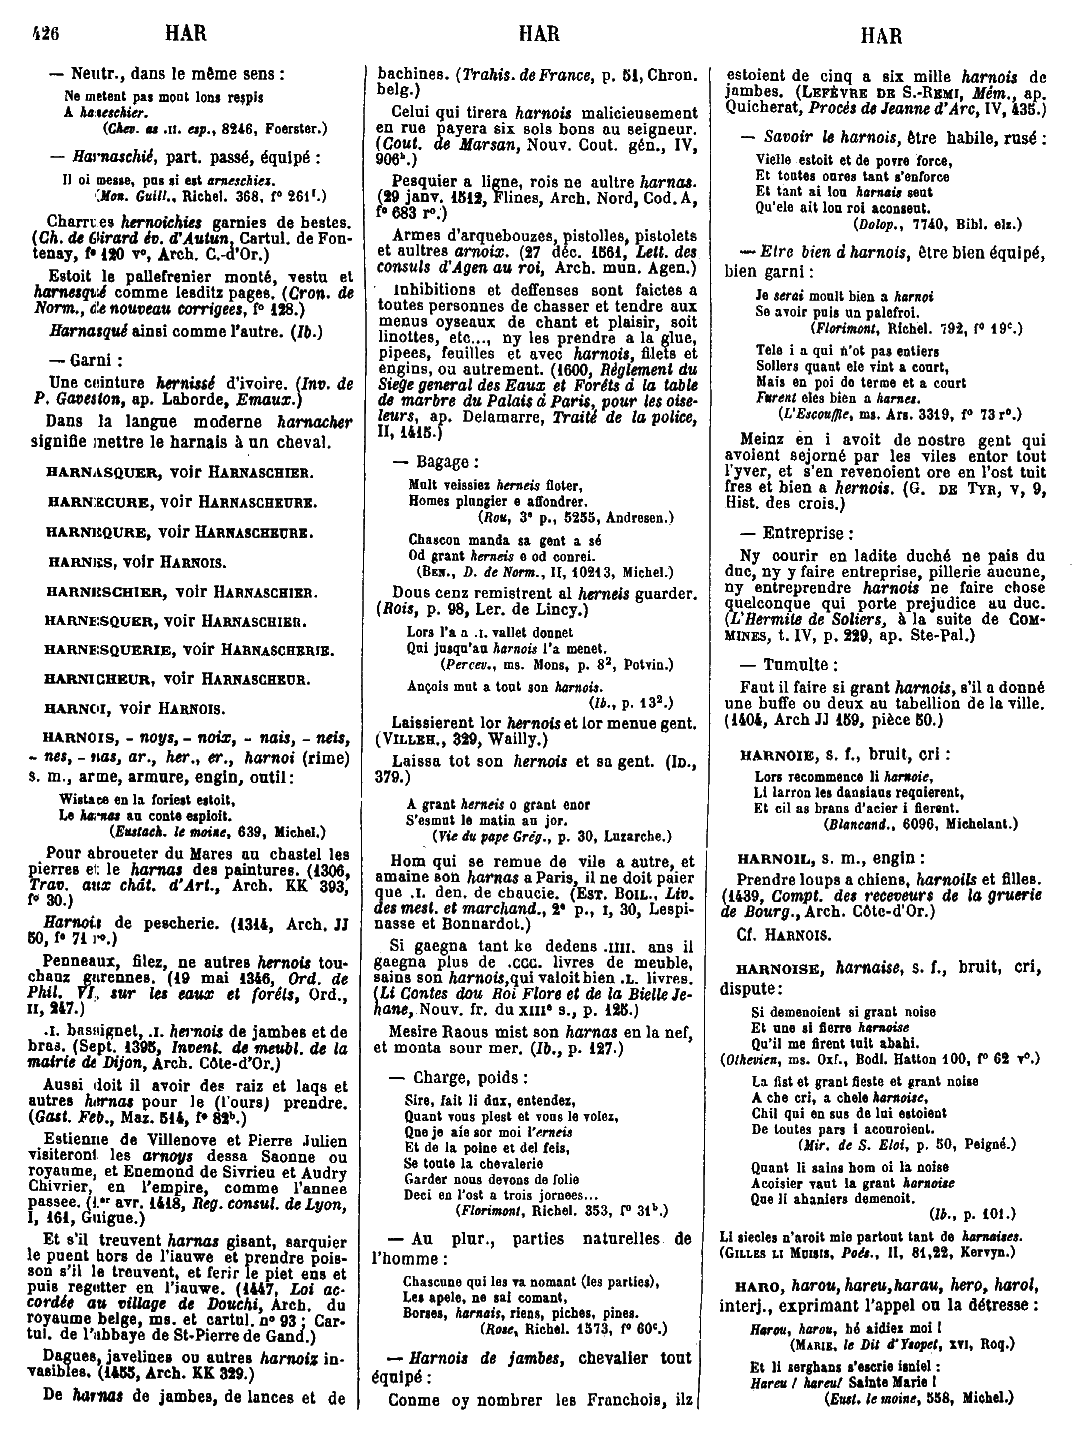 426 HAR HAR HAR
— Neutr., dans le même sens :
Ne metent pas mont lons respis
A haneschier.
(Chev. as .II. esp., 8246, Foerster.)
— Harnaschié, part. passé, équipé :
Il oi messe, puis si est arneschiez.
(Mon. Guill., Richel. 368, f° 261f.)
Charrues hernoichies garnies de bestes.
(Ch. de Girard év. d'Autun, Cartul. de Fon-
tenay, f° 120 v°, Arch. C.-d'Or.)
Estoit le pallefrenier monté, vestu et
harnesqué comme lesditz pages. (Cron. de
Norm., de nouveau corrigees, f° 128.)
Harnasqué ainsi comme l'autre. (Ib.)
— Garni :
Une ceinture hernissé d'ivoire. (Inv. de
P. Gaveston, ap. Laborde, Emaux.)
Dans la langue moderne harnacher
signifie mettre le harnais à un cheval.
HARNASQUER, voir HARNASCHIER.
HARNECURE, voir HARNASCHEURE.
HARNEQURE, voir HARNASCHEURE.
HARNES, voir HARNOIS.
HARNESCHIER, voir HARNASCHIER.
HARNESQUER, voir HARNASCHIER.
HARNESQUERIE, voir HARNASCHERIE.
HARNICHEUR, voir HARNASCHEUR.
HARNOI, voir HARNOIS.
HARNOIS, - noys, - noix, - nais, - neis,
- nes, - nas, ar., her., er., harnoi (rime)
s. m., arme, armure, engin, outil :
Wistace en la foriest estoit,
Le harnas au conte esploit.
(Eustach. le moine, 639, Michel.)
Pour abroueter du Mares au chastel les
pierres et le harnas des paintures. (1306,
Trav. aux chât. d'Art., Arch. KK 393,
f° 30.)
Harnois de pescherie. (1314, Arch. JJ
50, f° 71 r°.)
Penneaux, filez, ne autres hernois tou-
chanz garennes. (19 mai 1346, Ord. de
Phil. VI, sur les eaux et foréts, Ord.,
II, 247.)
.I. bassignet, .I. hernois de jambes et de
bras. (Sept. 1395, Invent. de meubl. de la
mairie de Dijon, Arch. Côte-d'Or.)
Aussi doit il avoir des raiz et laqs et
autres harnas pour le (l'ours) prendre.
(Gast. Feb., Maz. 514, f° 82b.)
Estienne de Villenove et Pierre Julien
visiteront les arnoys dessa Saonne ou
royaume, et Enemond de Sivrieu et Audry
Chivrier, en l'empire, comme l'annee
passee. (1er avr. 1418, Reg. consul. de Lyon,
I, 161, Guigue.)
Et s'il treuvent harnas gisant, sarquier
le puent hors de l'iauwe et prendre pois-
son s'il le treuvent, et ferir le piet ens et
puis regetter en l'iauwe. (1447, Loi ac-
cordée au village de Douchi, Arch. du
royaume belge, ms. et cartul. n° 93 ; Car-
tul. de l'abbaye de St-Pierre de Gand.)
Dagues, javelines ou autres harnoix in-
vasibles. (1455, Arch. KK 329.)
De harnas de jambes, de lances et de
bachines. (Trahis. de France, p. 51, Chron.
belg.)
Celui qui tirera harnois malicieusement
en rue payera six sols bons au seigneur.
(Cout. de Marsan, Nouv. Cout. gén., IV,
906b.)
Pesquier a ligne, rois ne aultre harnas.
(29 janv. 1512, Flines, Arch. Nord, Cod. A,
f° 683 r°.)
Armes d'arquebouzes, pistolles, pistolets
et aultres arnoix. (27 déc. 1561, Lett. des
consuls d'Agen au roi, Arch. mun. Agen.)
Inhibitions et deffenses sont faictes a
toutes personnes de chasser et tendre aux
menus oyseaux de chant et plaisir, soit
linottes, etc..., ny les prendre a la glue,
pipees, feuilles et avec harnois, filets et
engins, ou autrement. (1600, Réglement du
Siege general des Eaux et Foréts à la table
de marbre du Palais à Paris, pour les oise-
leurs, ap. Delamarre, Traité de la police,
II, 1415.)
— Bagage :
Mult veissiez herneis floter,
Homes plungier e affondrer.
(Rou, 3e p., 5255, Andresen.)
Chascon manda sa gent a sé
Od grant herneis e od conrei.
(BEN., D. de Norm., II, 10213, Michel.)
Dous cenz remistrent al herneis guarder.
(Rois, p. 98, Ler. de Lincy.)
Lors l'a a .I. vallet donnet
Qui jusqu'au harnois l'a menet.
(Percev., ms. Mons, p. 82, Potvin.)
Ançois mut a tout son harnois.
(Ib., p. 132.)
Laissierent lor hernois et lor menue gent.
(VILLEH., 329, Wailly.)
Laissa tot son hernois et sa gent. (ID.,
379.)
A grant herneis o grant enor
S'esmut le matin au jor.
(Vie du pape Grég., p. 30, Luzarche.)
Hom qui se remue de vile a autre, et
amaine son harnas a Paris, il ne doit paier
que .I. den. de chaucie. (EST. BOIL., Liv.
des mest. et marchand., 2e p., I, 30, Lespi-
nasse et Bonnardot.)
Si gaegna tant ke dedens .IIII. ans il
gaegna plus de .CCC. livres de meuble,
sains son harnois, qui valoit bien .L. livres.
(Li Contes dou Roi Flore et de la Bielle Je-
hane, Nouv. fr. du XIIIe s., p. 125.)
Mesire Raous mist son harnas en la nef,
et monta sour mer. (Ib., p. 127.)
— Charge, poids :
Sire, fait li dux, entendez,
Quant vous plest et vous le volez,
Que je aie sor moi l'erneis
Et de la poine et del feis,
Se toute la chevalerie
Garder nous devons de folie
Deci en l'ost a trois jornees...
(Florimont, Richel. 353, f° 31b.)
— Au plur., parties naturelles de
l'homme :
Chascune qui les va nomant (les parties),
Les apele, ne sai comant,
Borses, harnais, riens, piches, pines.
(Rose, Richel. 1573, f° 60c.)
— Harnois de jambes, chevalier tout
équipé :
Conme oy nombrer les Franchois, ilz
estoient de cinq a six mille harnois de
jambes. (LEFÈVRE DE S.-REMI, Mém., ap.
Quicherat, Procés de Jeanne d'Arc, IV, 435.)
— Savoir le harnois, être habile, rusé :
Vielle estoit et de povre force,
Et toutes oures tant s'enforce
Et tant ai lou harnais seut
Qu'ele ait lou roi aconseut.
(Dolop., 7740, Bibl. elz.)
— Etre bien a harnois, être bien équipé,
bien garni :
Je serai moult bien a harnoi
Se avoir puis un palefroi.
(Florimont, Richel. 792, f° 19c.)
Tele i a qui n'ot pas entiers
Sollers quant ele vint a court,
Mais en poi de terme et a court
Furent eles bien a harnes.
(L'Escouffle, ms. Ars. 3319, f° 73 r°.)
Meinz en i avoit de nostre gent qui
avoient sejorné par les viles entor tout
l'yver, et s'en revenoient ore en l'ost tuit
fres et bien a hernois. (G. DE TYR, V, 9,
Hist. des crois.)
— Entreprise :
Ny courir en ladite duché ne pais du
duc, ny y faire entreprise, pillerie aucune,
ny entreprendre harnois ne faire chose
quelconque qui porte prejudice au duc.
(L'Hermite de Soliers, à la suite de COM-
MINES, t. IV, p. 229, ap. Ste-Pal.)
— Tumulte :
Faut il faire si grant harnois, s'il a donné
une buffe ou deux au tabellion de la ville.
(1404, Arch JJ 159, pièce 50.)
HARNOIE, s. f., bruit, cri :
Lors recommence li harnoie,
Li larron les dansiaus requierent,
Et cil as brans d'acier i fierent.
(Blancand., 6096, Michelant.)
HARNOIL, s. m., engin :
Prendre loups a chiens, harnoils et filles.
(1439, Compt. des receveurs de la gruerie
de Bourg., Arch. Côte-d'Or.)
Cf. HARNOIS.
HARNOISE, harnaise, s. f., bruit, cri,
dispute :
Si demenoient si grant noise
Et une si fierre harnoise
Qu'il me firent tuit abahi.
(Othevien, ms. Oxf., Bodl. Hatton 100, f° 62 v°.)
La fist et grant fieste et grant noise
A che cri, a chele harnoise,
Chil qui en sus de lui estoient
De toutes pars i acouroient.
(Mir. de S. Eloi, p. 50, Peigné.)
Quant li sains hom oi la noise
Acoisier vaut la grant harnoise
Que li ahaniers demenoit.
(Ib., p. 101.)
Li siecles n'aroit mie partout tant de harnaises.
(GILLES LI MUISIS, Poés., II, 81,22, Kervyn.)
HARO, harou, hareu, harau, hero, harol,
interj., exprimant l'appel ou la détresse :
Harou, harou, hé aidiez moi !
(MARIE, le Dit d'Ysopet, XVI, Roq.)
Et li serghans s'escrie isniel :
Hareu ! hareu ! Sainte Marie !
(Eust. le moine, 558, Michel.)